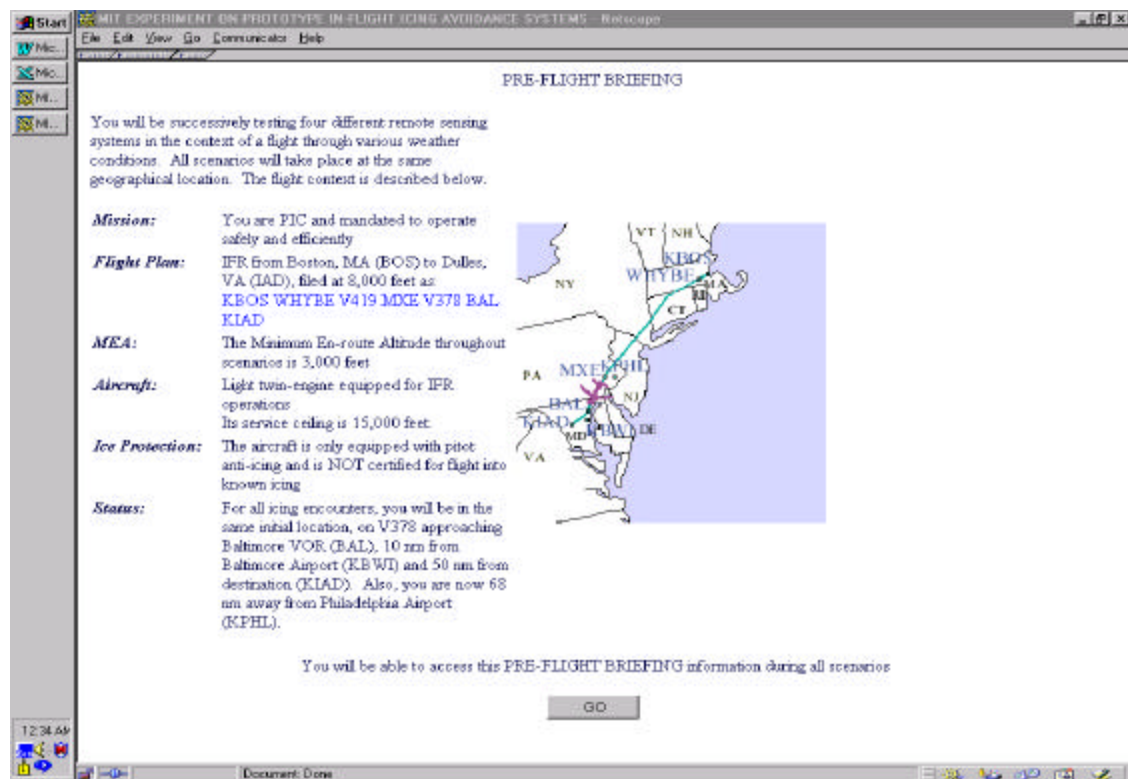 Start
MIT EXPERIMENT ON PROTOTYPE IN-FLIGHT ICING AVOIDANCE SYSTEMS - Netscape
File Edit View Go Communicator Help
Mic...
Mic...
Mi...
Mi...
PRE-FLIGHT BRIEFING
You will be successively testing four different remote sensing
systems in the context of a flight through various weather
conditions. All scenarios will take place at the same
geographical location. The flight context is described below.
Mission: You are PIC and mandated to operate
safely and efficiently
Flight Plan: IFR from Boston, MA (BOS) to Dulles,
VA (IAD), filed at 8,000 feet as
KBOS WHYBE V419 MXE V378 BAL
KIAD
MEA: The Minimum En-route Altitude throughout
scenarios is 3,000 feet
Aircraft: Light twin-engine equipped for IFR
operations
Its service ceiling is 15,000 feet.
Ice Protection: The aircraft is only equipped with pitot
anti-icing and is NOT certified for flight into
known icing
Status: For all icing encounters, you will be in the
same initial location, on V378 approaching
Baltimore VOR (BAL), 10 nm from
Baltimore Airport (KBWI) and 50 nm from
destination (KIAD). Also, you are now 68
nm away from Philadelphia Airport
(KPHL).
VT NH
KBOS
WHYBE
MA
NY
CT RI
MXE KPHL
PA
NJ
BAL
KIAD KBWI DE
MD
VA
You will be able to access this PRE-FLIGHT BRIEFING information during all scenarios
GO
12:34 AM
Document: Done